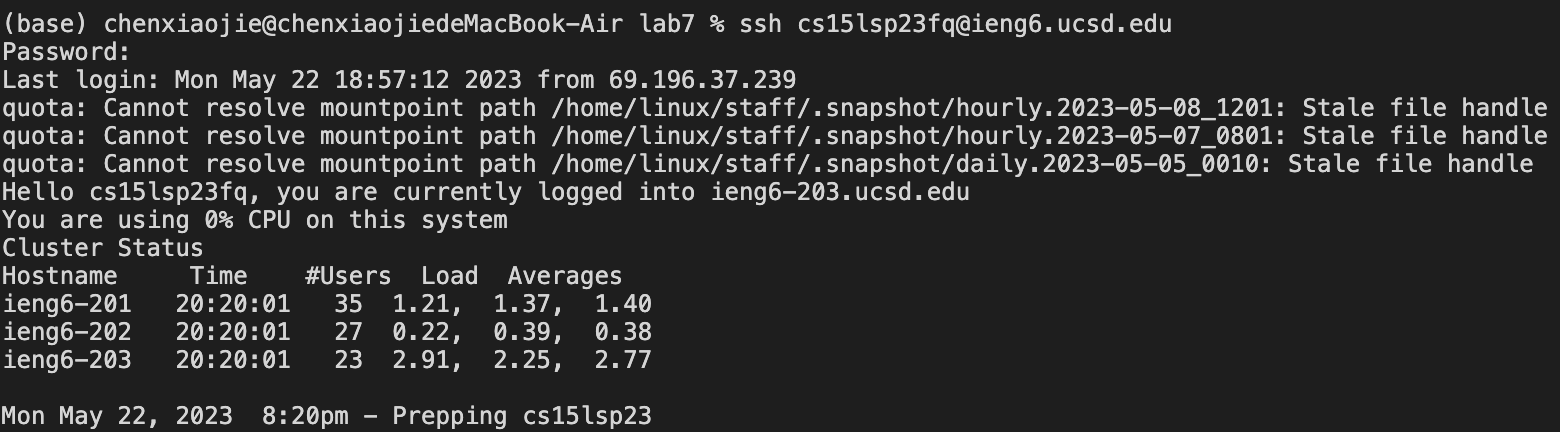 (base) chenxiaojie@chenxiaojiedeMacBook-Air lab7 % ssh cs15lsp23fq@ieng6.ucsd.edu
Password:
Last login: Mon May 22 18:57:12 2023 from 69.196.37.239
quota: Cannot resolve mountpoint path /home/linux/staff/.snapshot/hourly.2023-05-08_1201: Stale file handle
quota: Cannot resolve mountpoint path /home/linux/staff/.snapshot/hourly.2023-05-07_0801: Stale file handle
quota: Cannot resolve mountpoint path /home/linux/staff/.snapshot/daily.2023-05-05_0010: Stale file handle
Hello cs15lsp23fq, you are currently logged into ieng6-203.ucsd.edu
You are using 0% CPU on this system
Cluster Status
Hostname     Time    #Users  Load  Averages
ieng6-201   20:20:01   35  1.21,  1.37,  1.40
ieng6-202   20:20:01   27  0.22,  0.39,  0.38
ieng6-203   20:20:01   23  2.91,  2.25,  2.77
Mon May 22, 2023  8:20pm - Prepping cs15lsp23